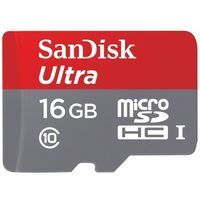 SanDisk
Ultra
16 GB
micro
SD
HC I
10